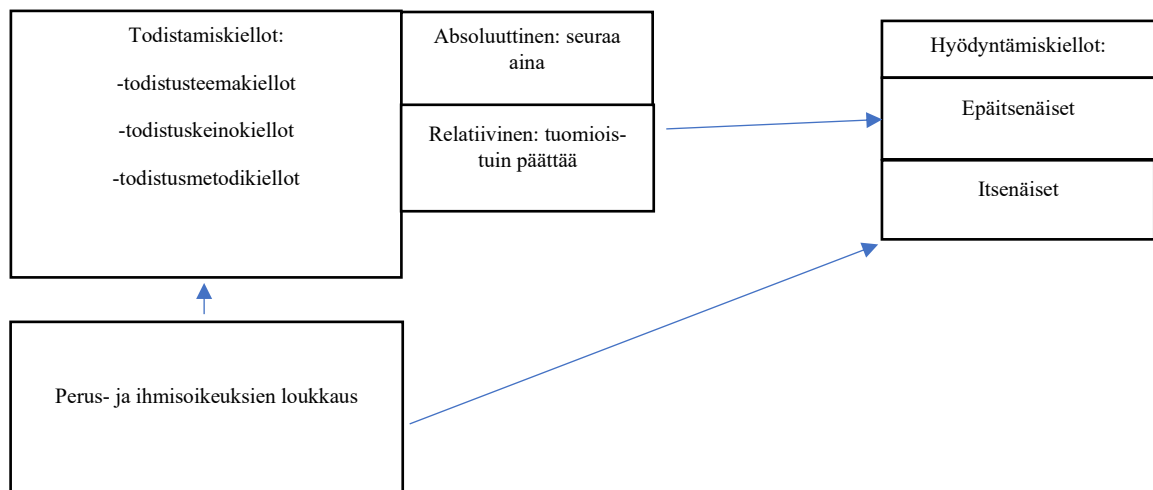 Todistamiskiellot:
-todistusteemakiellot
-todistuskeinokiellot
-todistusmetodikiellot
Absoluuttinen: seuraa
aina
Relatiivinen: tuomiois-
tuin päättää
Hyödyntämiskiellot:
Epäitsenäiset
Itsenäiset
Perus- ja ihmisoikeuksien loukkaus